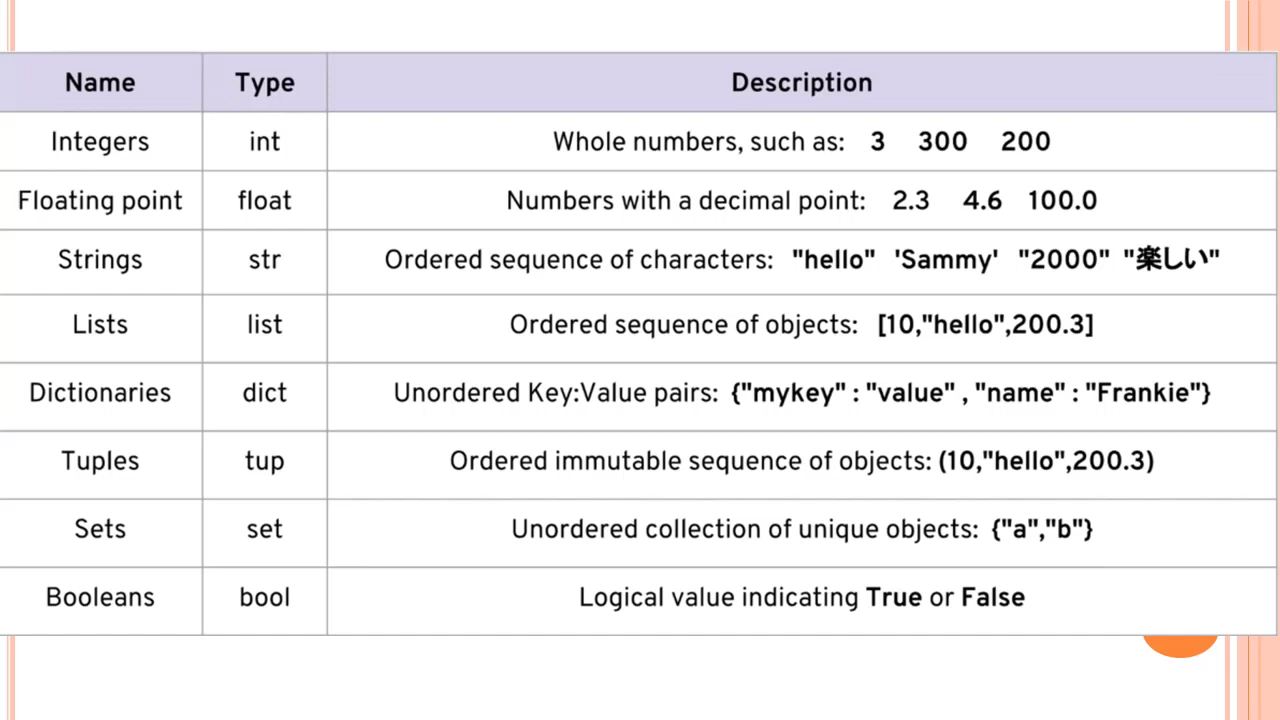 Name Type Description
Integers int Whole numbers, such as: 3 300 200
Floating point float Numbers with a decimal point: 2.3 4.6 100.0
Strings str Ordered sequence of characters: "hello" 'Sammy' "2000" "楽しい"
Lists list Ordered sequence of objects: [10,"hello",200.3]
Dictionaries dict Unordered Key:Value pairs: {"mykey" : "value" , "name" : "Frankie"}
Tuples tup Ordered immutable sequence of objects: (10,"hello",200.3)
Sets set Unordered collection of unique objects: {"a","b"}
Booleans bool Logical value indicating True or False